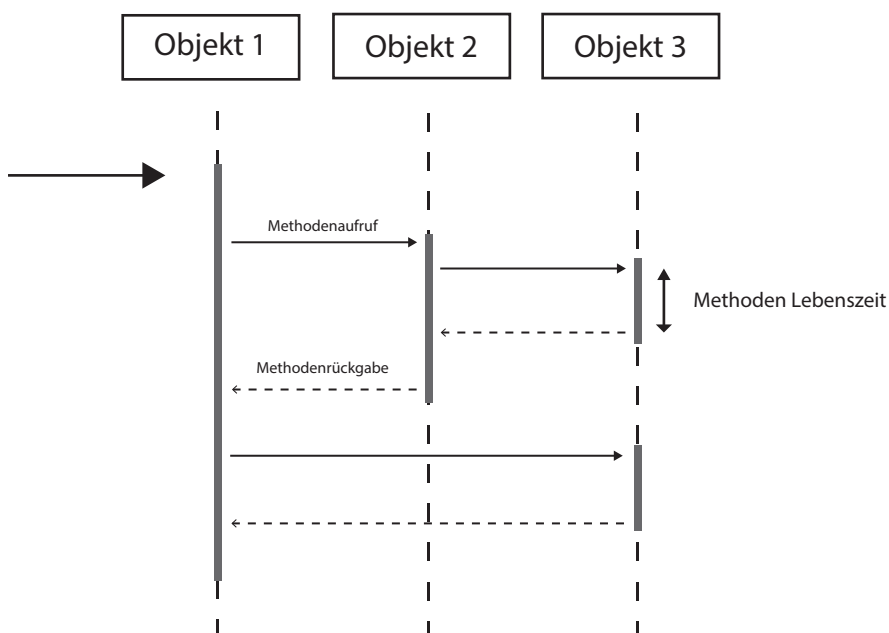 Objekt 1
Objekt 2
Objekt 3
Methodenaufruf
Methoden Lebenszeit
Methodenrückgabe